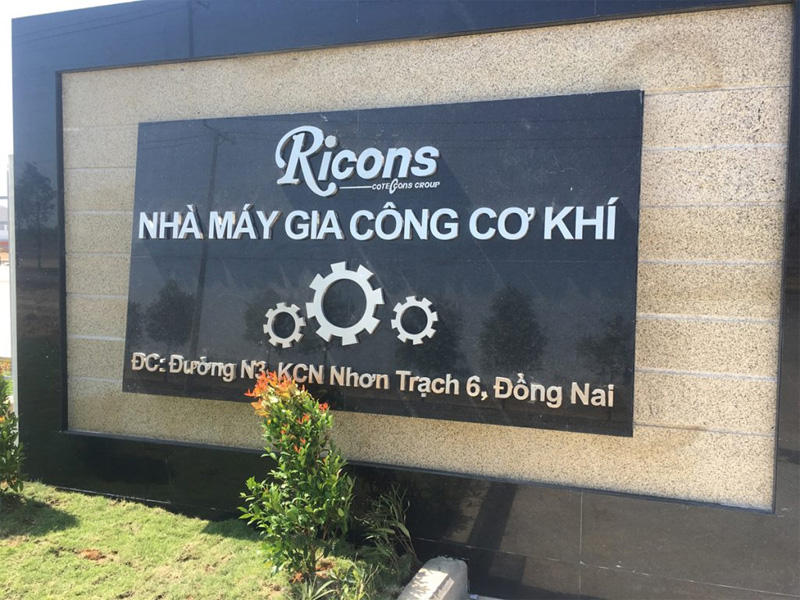 Ricons
COTECCONS GROUP
NHÀ MÁY GIA CÔNG CƠ KHÍ
ĐC: Đường N3, KCN Nhơn Trạch 6, Đồng Nai